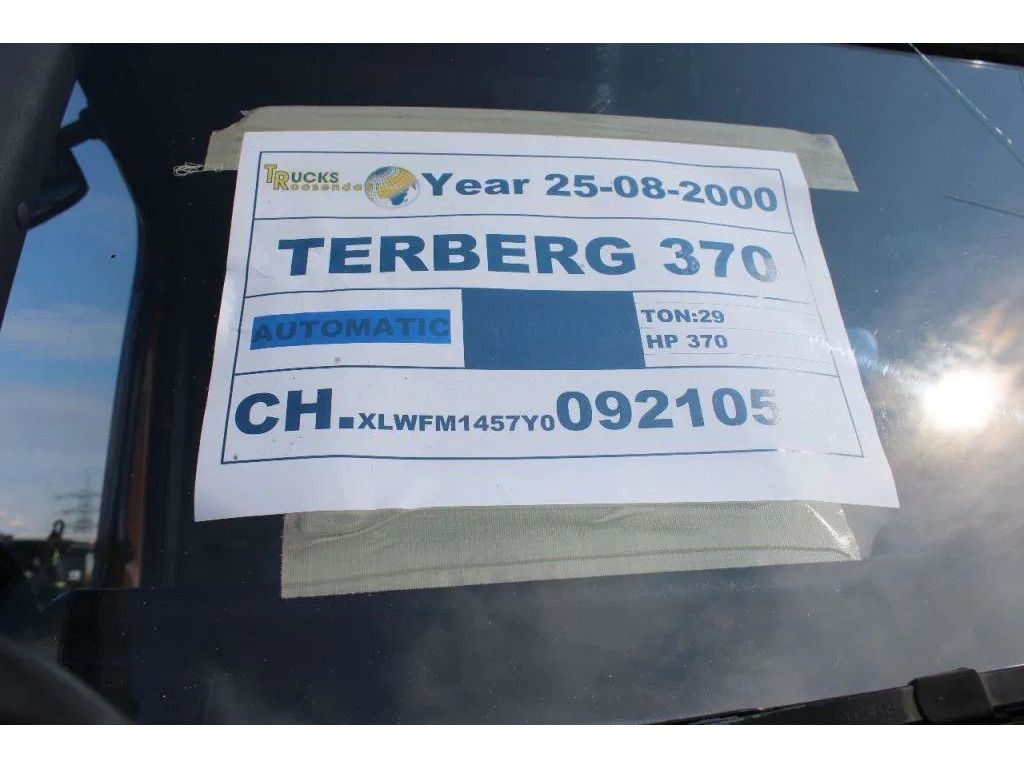 TRUCKS Roosendaal Year 25-08-2000
TERBERG 370
AUTOMATIC
TON:29
HP 370
CH.XLWFM1457Y0092105